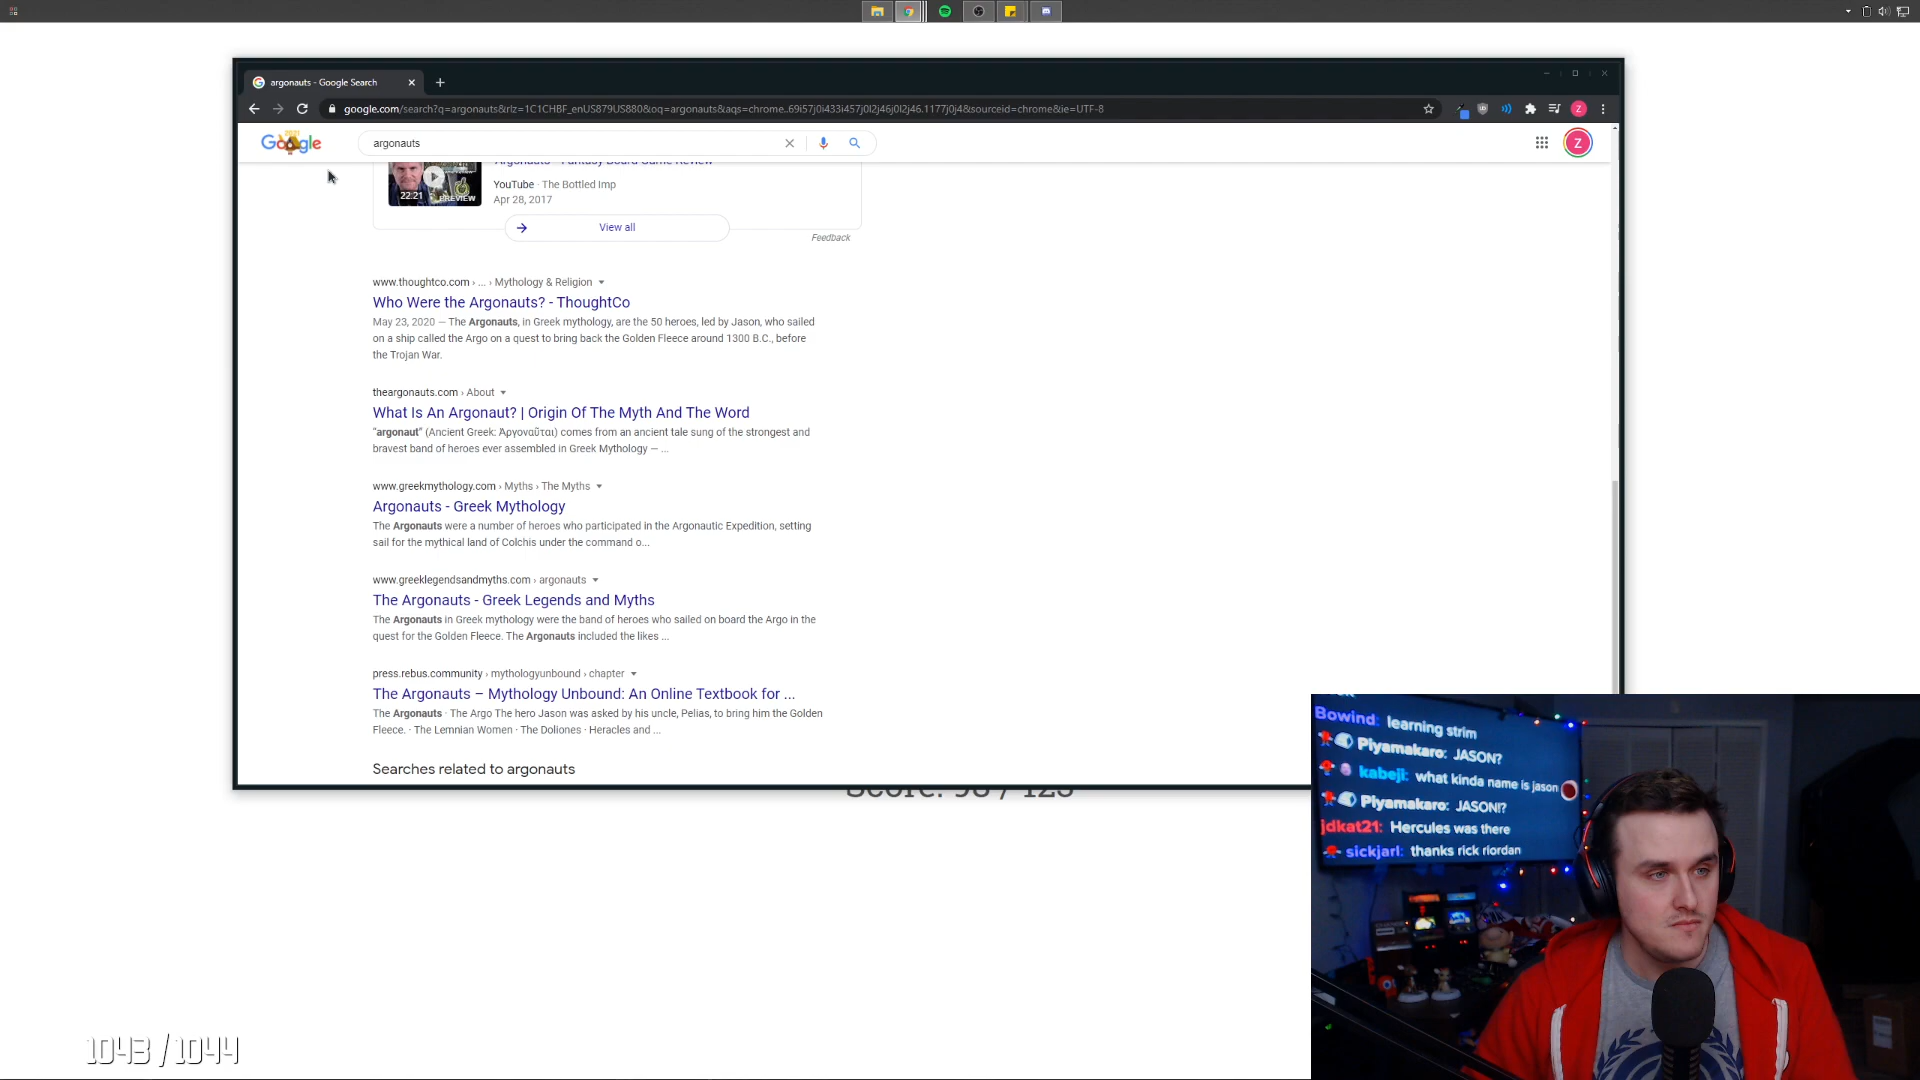 argonauts - Google Search
google.com/search?q=argonauts&rlz=1C1CHBF_enUS879US880&oq=argonauts&aqs=chrome..69i57j0i433i457j0l2j46j0l2j46.1177j0j4&sourceid=chrome&ie=UTF-8
Google
argonauts
Z
Argonauts - Fantasy Board Game Review
22:21
PREVIEW
YouTube · The Bottled Imp
Apr 28, 2017
View all
Feedback
www.thoughtco.com › ... › Mythology & Religion
Who Were the Argonauts? - ThoughtCo
May 23, 2020 — The Argonauts, in Greek mythology, are the 50 heroes, led by Jason, who sailed
on a ship called the Argo on a quest to bring back the Golden Fleece around 1300 B.C., before
the Trojan War.
theargonauts.com › About
What Is An Argonaut? | Origin Of The Myth And The Word
"argonaut" (Ancient Greek: Ἀργοναῦται) comes from an ancient tale sung of the strongest and
bravest band of heroes ever assembled in Greek Mythology — ...
www.greekmythology.com › Myths › The Myths
Argonauts - Greek Mythology
The Argonauts were a number of heroes who participated in the Argonautic Expedition, setting
sail for the mythical land of Colchis under the command o...
www.greeklegendsandmyths.com › argonauts
The Argonauts - Greek Legends and Myths
The Argonauts in Greek mythology were the band of heroes who sailed on board the Argo in the
quest for the Golden Fleece. The Argonauts included the likes ...
press.rebus.community › mythologyunbound › chapter
The Argonauts – Mythology Unbound: An Online Textbook for ...
The Argonauts · The Argo The hero Jason was asked by his uncle, Pelias, to bring him the Golden
Fleece. · The Lemnian Women · The Doliones · Heracles and ...
Searches related to argonauts
Bowind: learning strim
Piyamakaro: JASON?
kabeji: what kinda name is jason
Piyamakaro: JASON!?
jdkat21: Hercules was there
sickjarl: thanks rick riordan
1043 / 1044